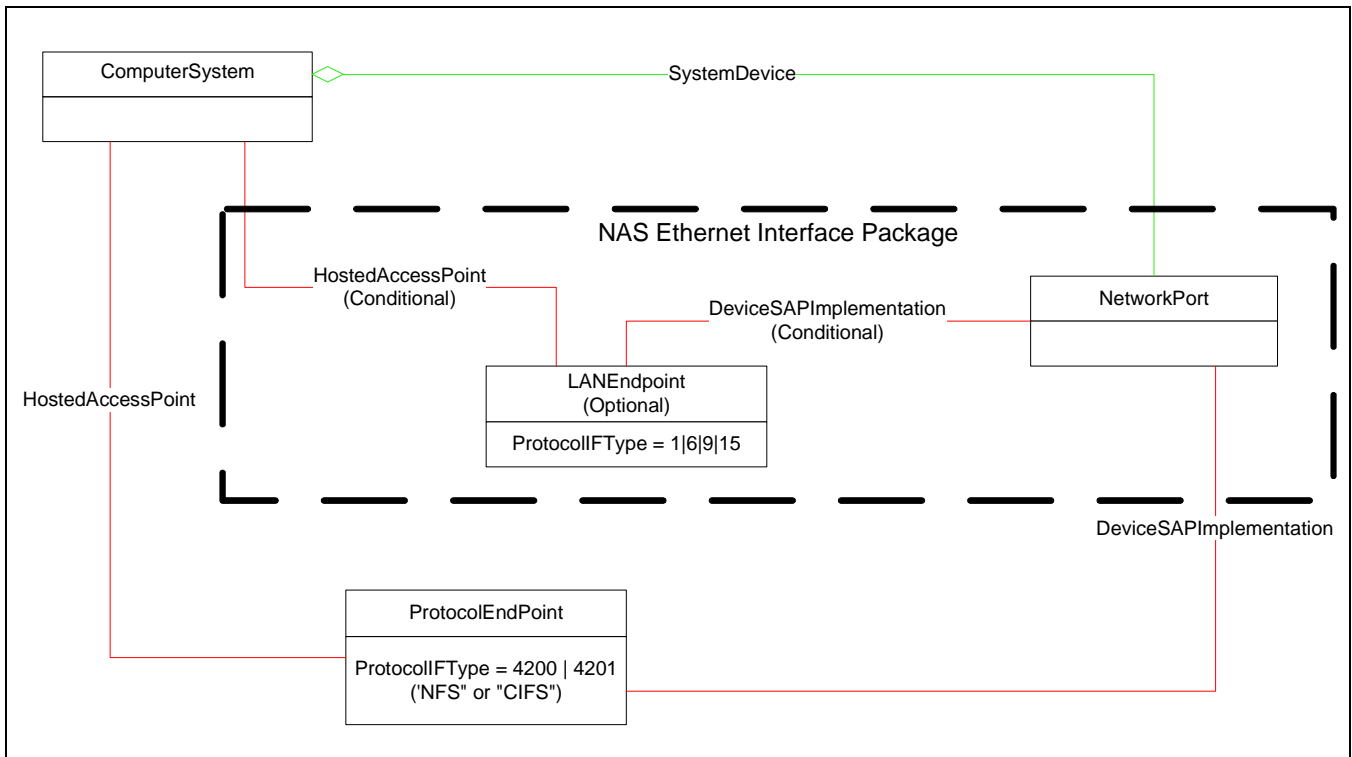 ComputerSystem
SystemDevice
NAS Ethernet Interface Package
HostedAccessPoint
(Conditional)
NetworkPort
DeviceSAPImplementation
(Conditional)
LANEndpoint
(Optional)
ProtocolIFType = 1|6|9|15
HostedAccessPoint
DeviceSAPImplementation
ProtocolEndPoint
ProtocolIFType = 4200 | 4201
('NFS" or "CIFS")